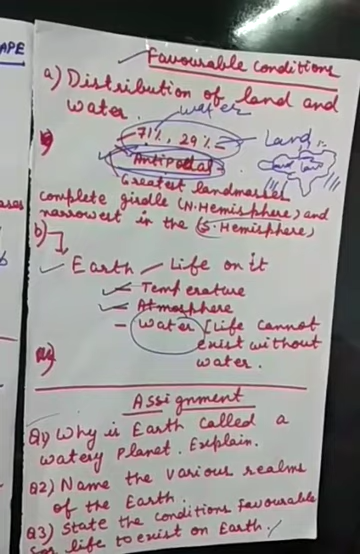 APE
Favourable Conditions
a) Distribution of land and
water.
water
71%, 29%
Land
Antipodal
Greatest landmasses
complete girdle (N.Hemisphere) and
narrowest in the (S.Hemisphere)
b)
Earth / Life on it
Temperature
Atmosphere
- Water [Life cannot
exist without
water.
Assignment
Q1) Why is Earth called a
watery planet. Explain.
Q2) Name the various realms
of the Earth.
Q3) State the conditions favourable
for life to exist on Earth.